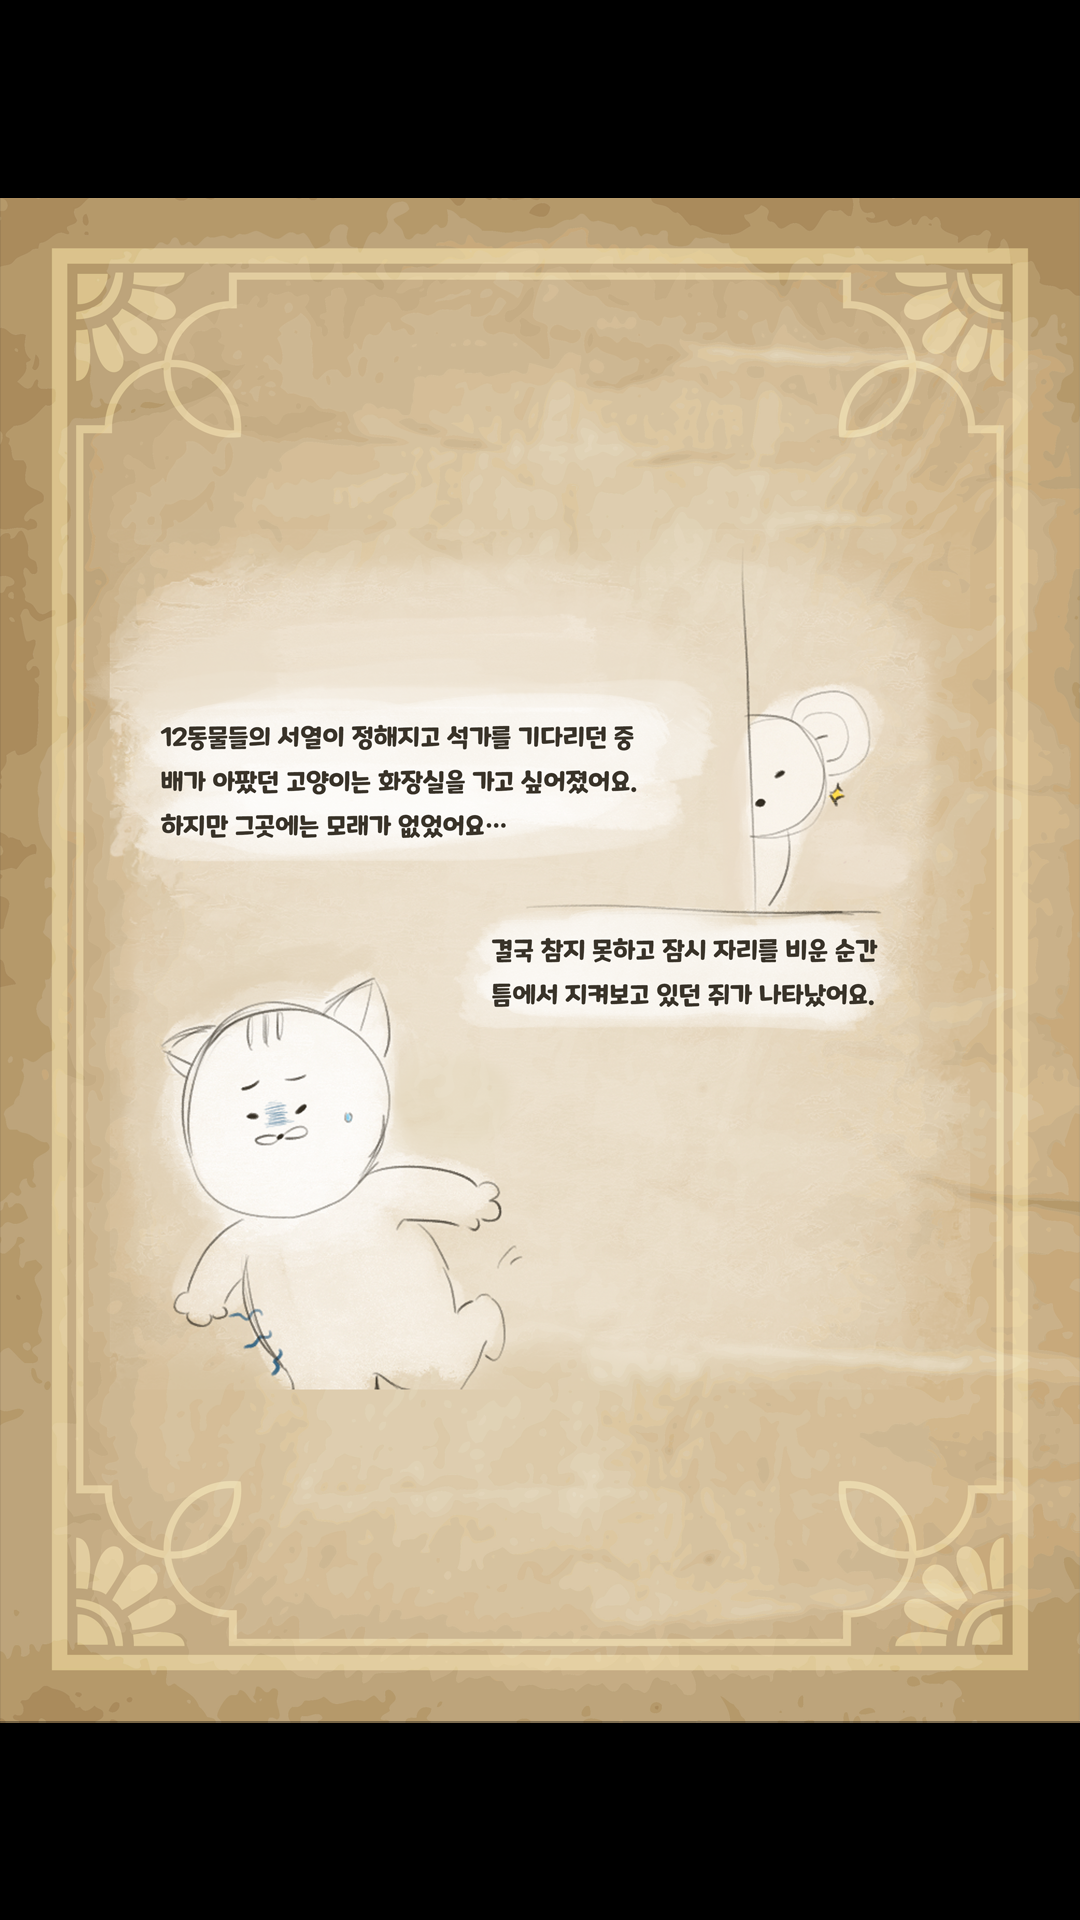 12동물들의 서열이 정해지고 석가를 기다리던 중
배가 아팠던 고양이는 화장실을 가고 싶어졌어요.
하지만 그곳에는 모래가 없었어요…
결국 참지 못하고 잠시 자리를 비운 순간
틈에서 지켜보고 있던 쥐가 나타났어요.